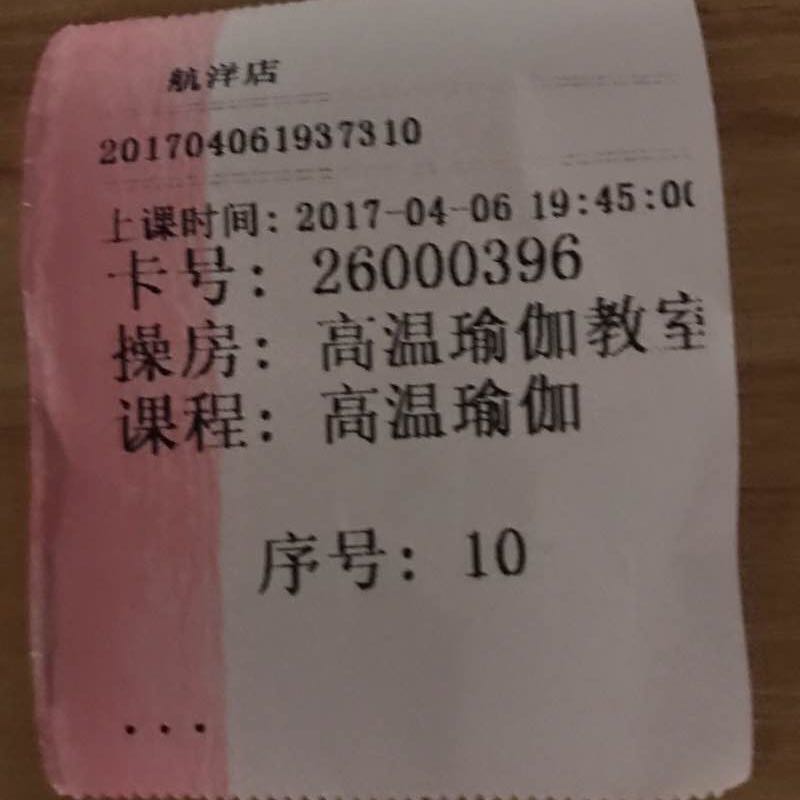 航洋店
201704061937310
上课时间: 2017-04-06 19:45:00
卡号: 26000396
操房: 高温瑜伽教室
课程: 高温瑜伽
序号: 10
...